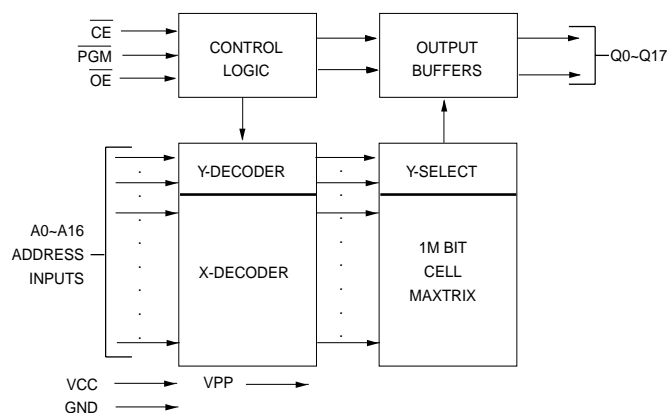 CE
PGM
OE
CONTROL
LOGIC
OUTPUT
BUFFERS
Q0~Q17
Y-DECODER
Y-SELECT
A0~A16
ADDRESS
INPUTS
X-DECODER
1M BIT
CELL
MAXTRIX
VCC
VPP
GND